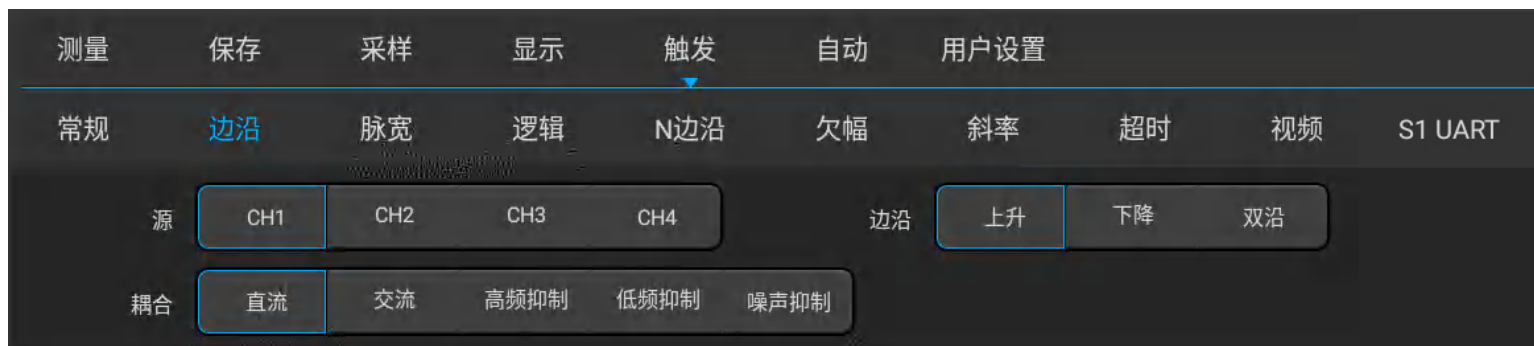 测量 保存 采样 显示 触发 自动 用户设置
常规 边沿 脉宽 逻辑 N边沿 欠幅 斜率 超时 视频 S1 UART
源 CH1 CH2 CH3 CH4 边沿 上升 下降 双沿
耦合 直流 交流 高频抑制 低频抑制 噪声抑制